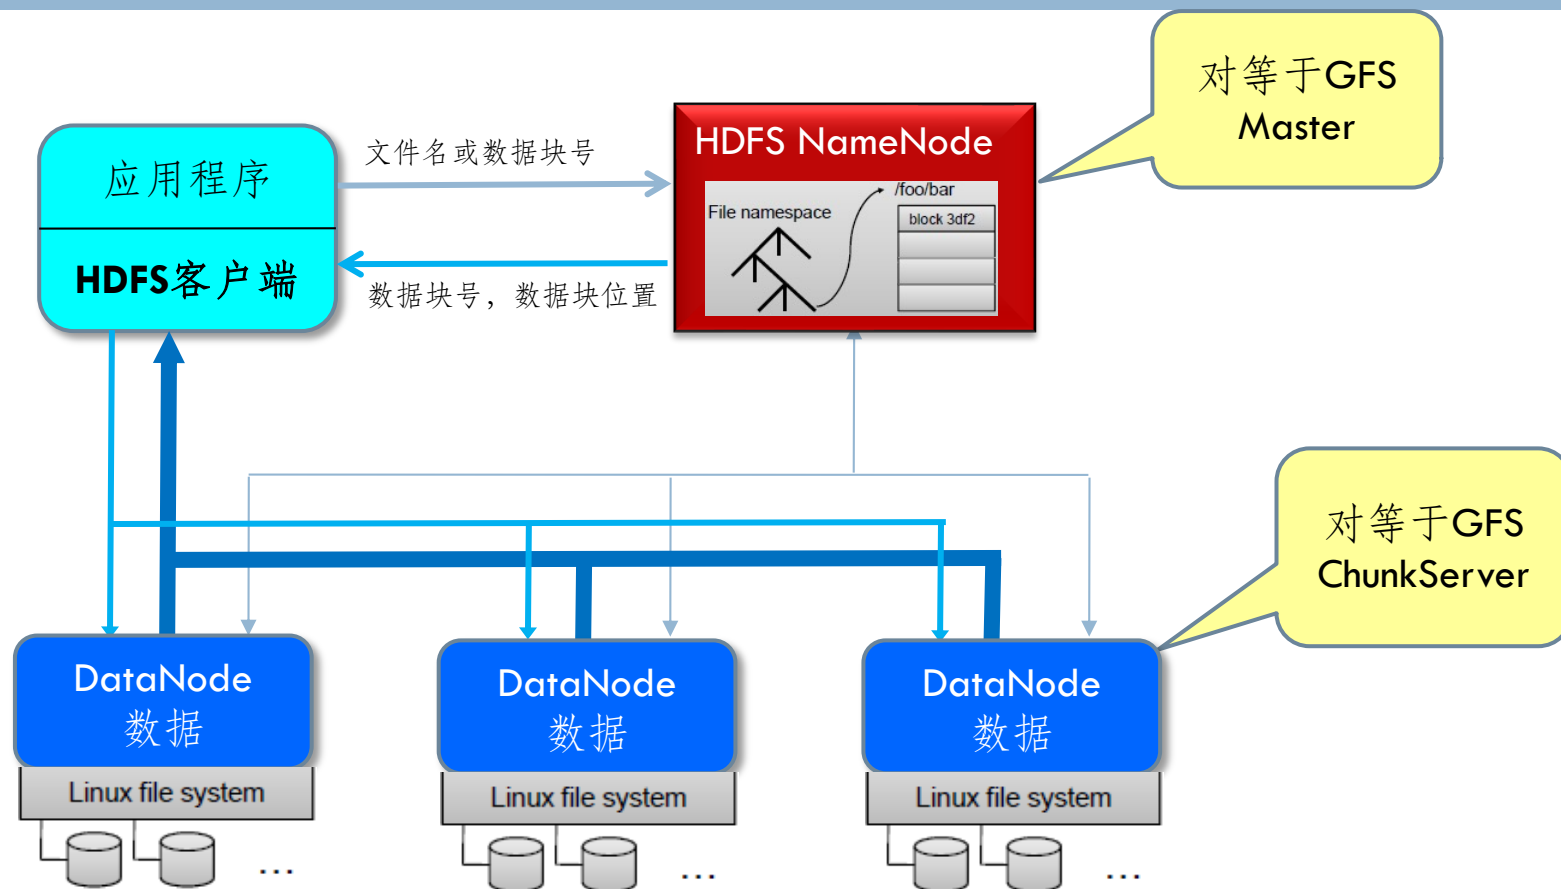 对等于GFS
Master
应用程序
HDFS客户端
文件名或数据块号
数据块号，数据块位置
HDFS NameNode
File namespace
/foo/bar
block 3df2
对等于GFS
ChunkServer
DataNode
数据
Linux file system
...
DataNode
数据
Linux file system
...
DataNode
数据
Linux file system
...